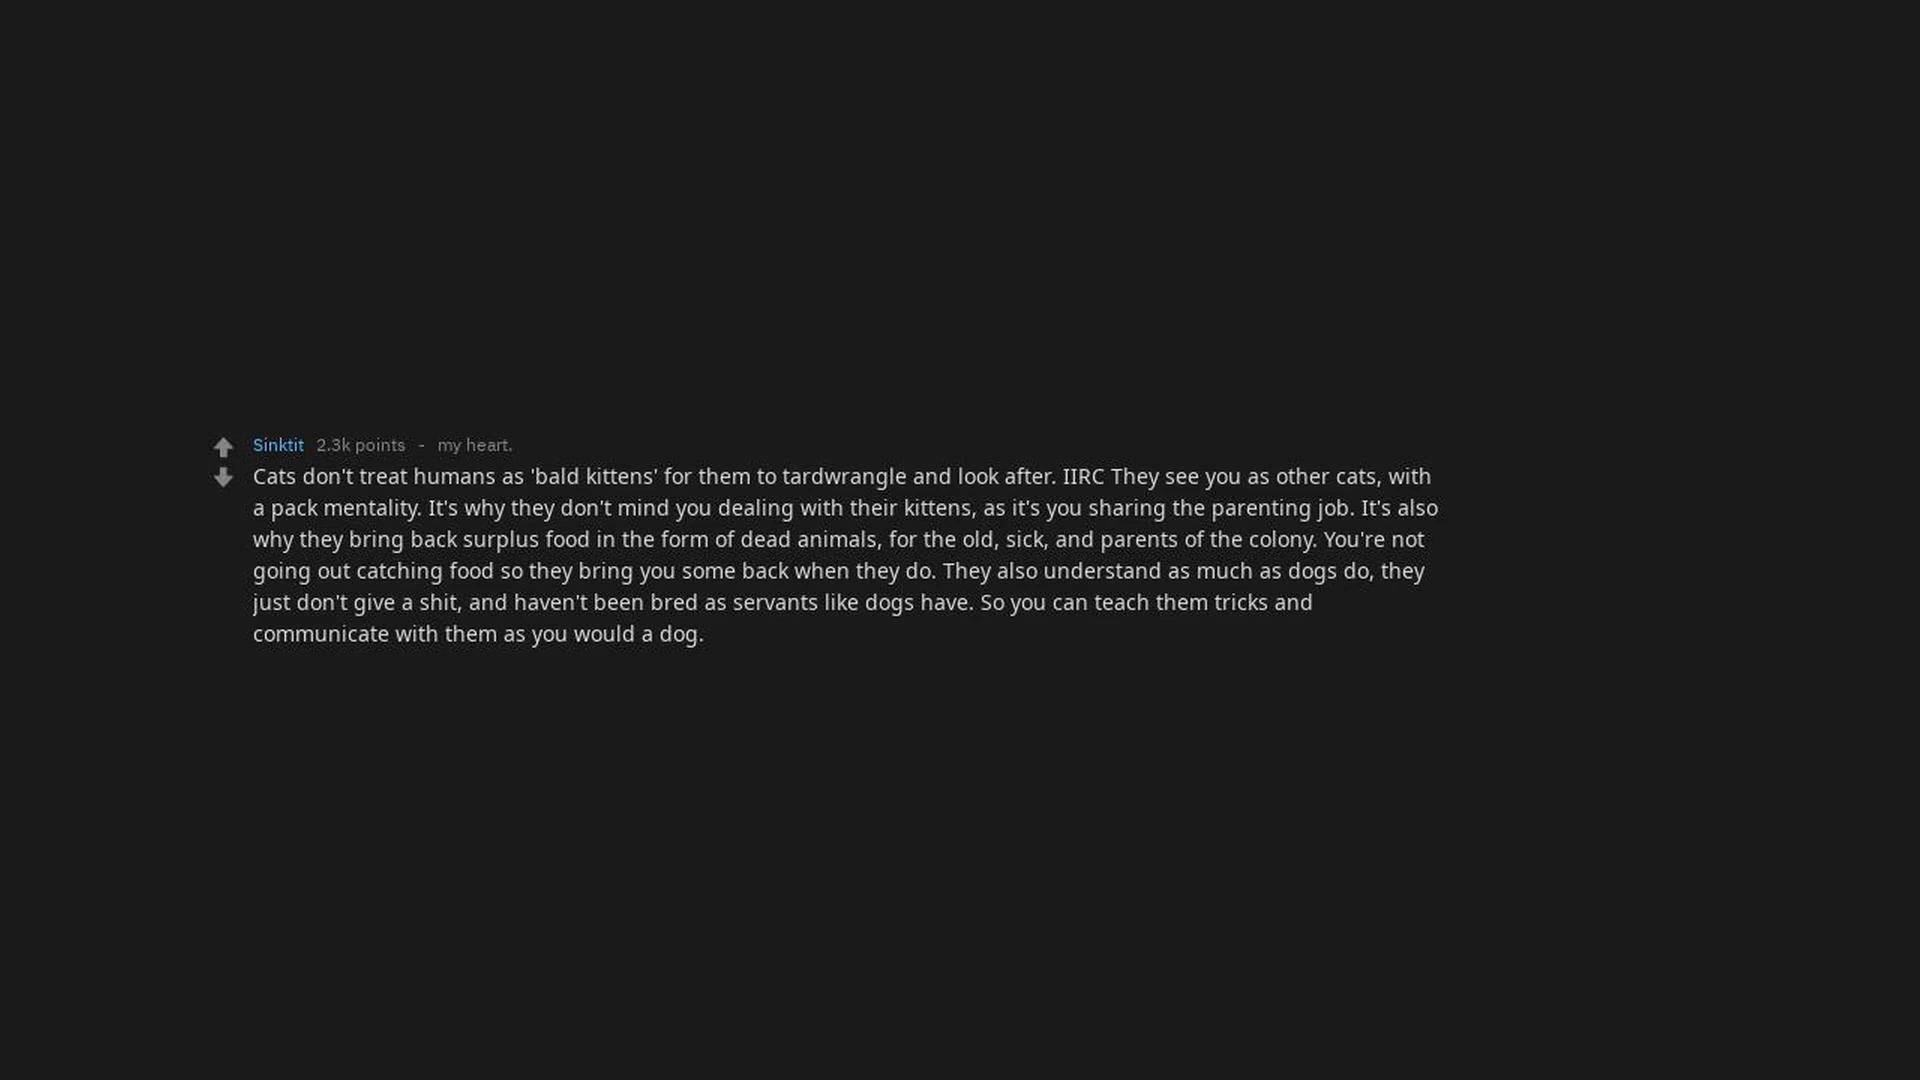 Sinktit 2.3k points - my heart.
Cats don't treat humans as 'bald kittens' for them to tardwrangle and look after. IIRC They see you as other cats, with
a pack mentality. It's why they don't mind you dealing with their kittens, as it's you sharing the parenting job. It's also
why they bring back surplus food in the form of dead animals, for the old, sick, and parents of the colony. You're not
going out catching food so they bring you some back when they do. They also understand as much as dogs do, they
just don't give a shit, and haven't been bred as servants like dogs have. So you can teach them tricks and
communicate with them as you would a dog.